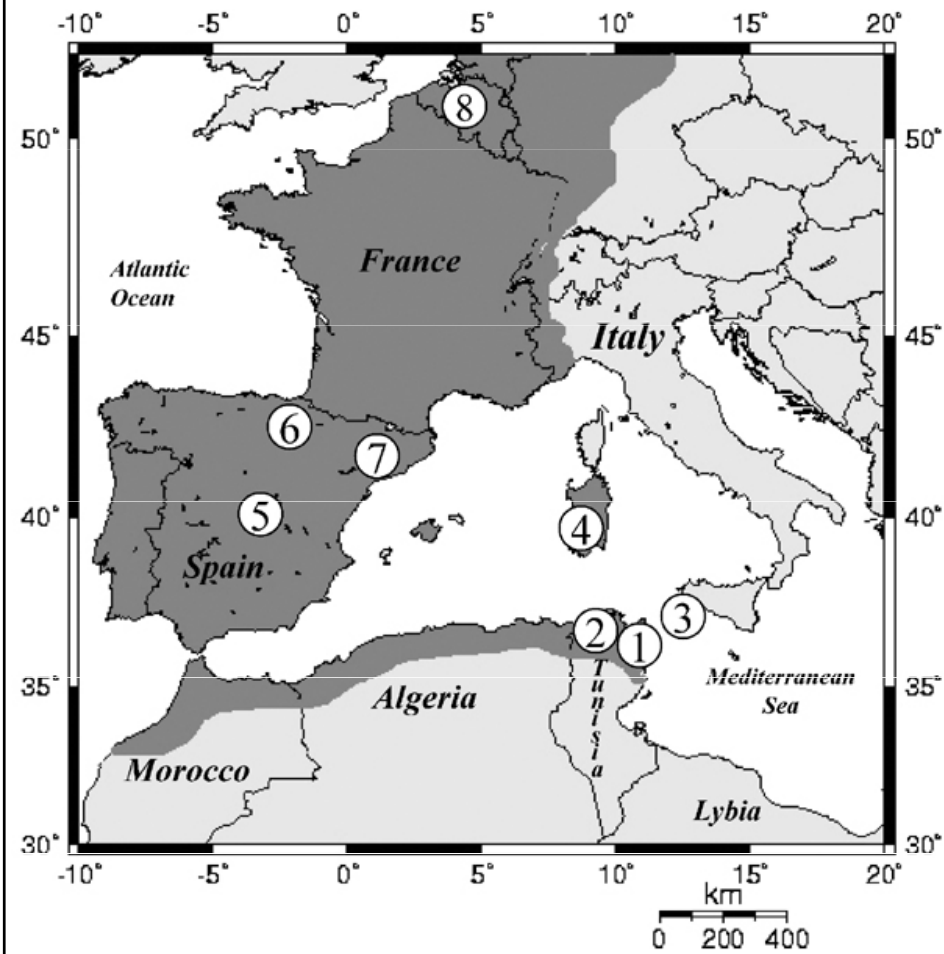 -10° -5° 0° 5° 10° 15° 20°
8
50° 50°
France
Atlantic
Ocean
45° 45°
Italy
6
7
40° 40°
5
4
Spain
3
2
1
35° 35°
Mediterranean
Sea
Tunisia
Algeria
Morocco
Lybia
30° 30°
-10° -5° 0° 5° 10° 15° 20°
km
0 200 400